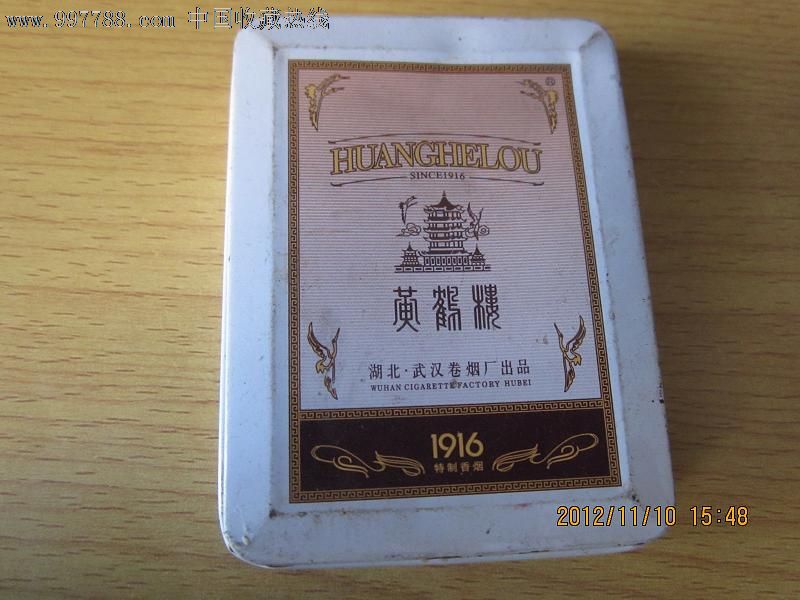 www.997788.com 中国收藏热线
®
HUANGHELOU
SINCE1916
黄鹤楼
湖北·武汉卷烟厂出品
WUHAN CIGARETTE FACTORY HUBEI
1916
特制香烟
2012/11/10 15:48